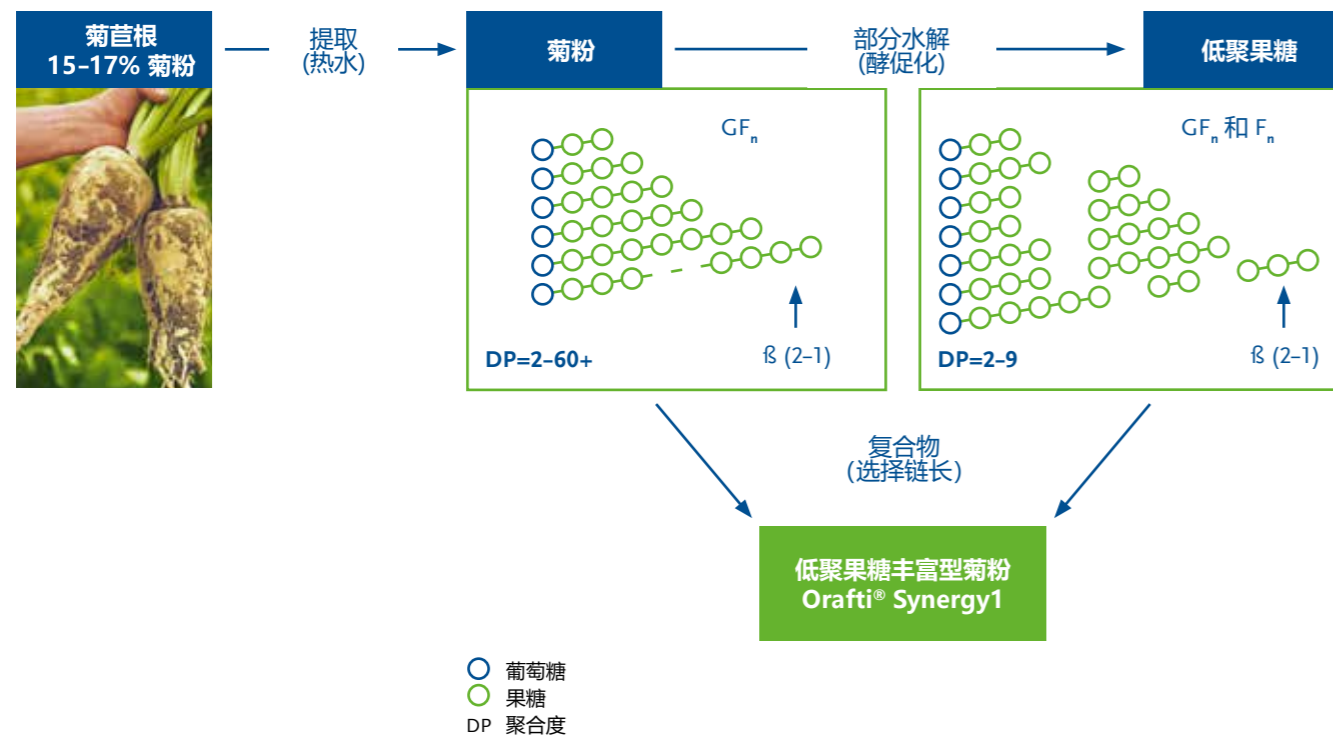 菊苣根
15-17% 菊粉
提取
(热水)
菊粉
部分水解
(酶促化)
低聚果糖
GFn
DP=2-60+
ß (2-1)
GFn 和 Fn
DP=2-9
ß (2-1)
复合物
(选择链长)
低聚果糖丰富型菊粉
Orafti® Synergy1
葡萄糖
果糖
DP 聚合度